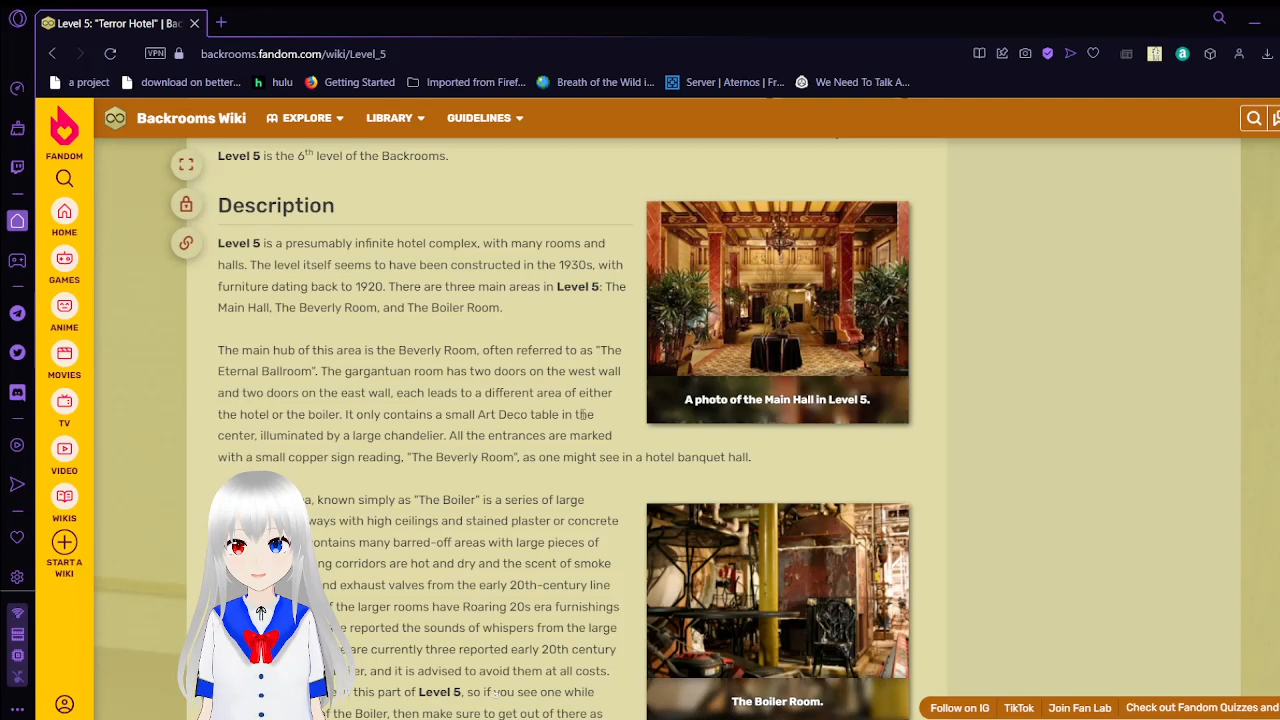 Level 5: "Terror Hotel" | Bac
VPN
backrooms.fandom.com/wiki/Level_5
a project
download on better...
hulu
Getting Started
Imported from Firef...
Breath of the Wild i...
Server | Aternos | Fr...
We Need To Talk A...
FANDOM
HOME
GAMES
ANIME
MOVIES
TV
VIDEO
WIKIS
START A
WIKI
Backrooms Wiki
EXPLORE
LIBRARY
GUIDELINES
Level 5 is the 6th level of the Backrooms.
Description
Level 5 is a presumably infinite hotel complex, with many rooms and
halls. The level itself seems to have been constructed in the 1930s, with
furniture dating back to 1920. There are three main areas in Level 5: The
Main Hall, The Beverly Room, and The Boiler Room.
The main hub of this area is the Beverly Room, often referred to as "The
Eternal Ballroom". The gargantuan room has two doors on the west wall
and two doors on the east wall, each leads to a different area of either
the hotel or the boiler. It only contains a small Art Deco table in the
center, illuminated by a large chandelier. All the entrances are marked
with a small copper sign reading, "The Beverly Room", as one might see in a hotel banquet hall.
A photo of the Main Hall in Level 5.
, known simply as "The Boiler" is a series of large
ways with high ceilings and stained plaster or concrete
ontains many barred-off areas with large pieces of
ng corridors are hot and dry and the scent of smoke
nd exhaust valves from the early 20th-century line
f the larger rooms have Roaring 20s era furnishings
e reported the sounds of whispers from the large
are currently three reported early 20th century
er, and it is advised to avoid them at all costs.
this part of Level 5, so if you see one while
of the Boiler, then make sure to get out of there as
The Boiler Room.
Follow on IG
TikTok
Join Fan Lab
Check out Fandom Quizzes and